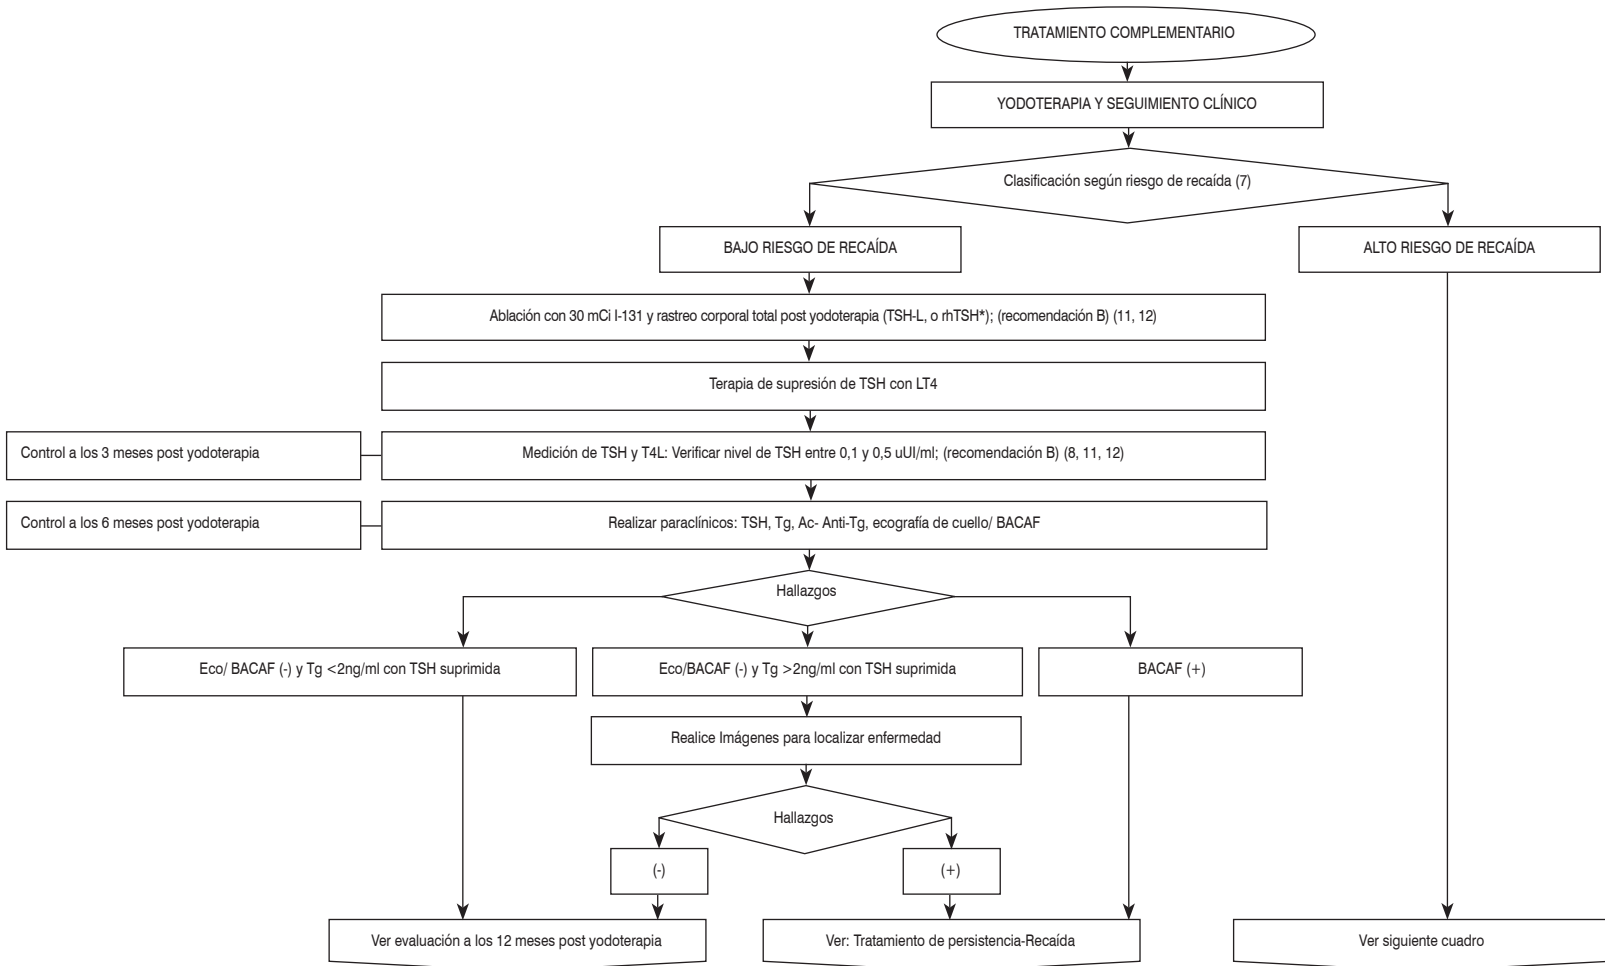 TRATAMIENTO COMPLEMENTARIO
YODOTERAPIA Y SEGUIMIENTO CLÍNICO
Clasificación según riesgo de recaída (7)
BAJO RIESGO DE RECAÍDA
ALTO RIESGO DE RECAÍDA
Ablación con 30 mCi I-131 y rastreo corporal total post yodoterapia (TSH-L, o rhTSH*); (recomendación B) (11, 12)
Terapia de supresión de TSH con LT4
Control a los 3 meses post yodoterapia
Medición de TSH y T4L: Verificar nivel de TSH entre 0,1 y 0,5 uUI/ml; (recomendación B) (8, 11, 12)
Control a los 6 meses post yodoterapia
Realizar paraclínicos: TSH, Tg, Ac- Anti-Tg, ecografía de cuello/ BACAF
Hallazgos
Eco/ BACAF (-) y Tg <2ng/ml con TSH suprimida
Eco/BACAF (-) y Tg >2ng/ml con TSH suprimida
BACAF (+)
Realice Imágenes para localizar enfermedad
Hallazgos
(-)
(+)
Ver evaluación a los 12 meses post yodoterapia
Ver: Tratamiento de persistencia-Recaída
Ver siguiente cuadro